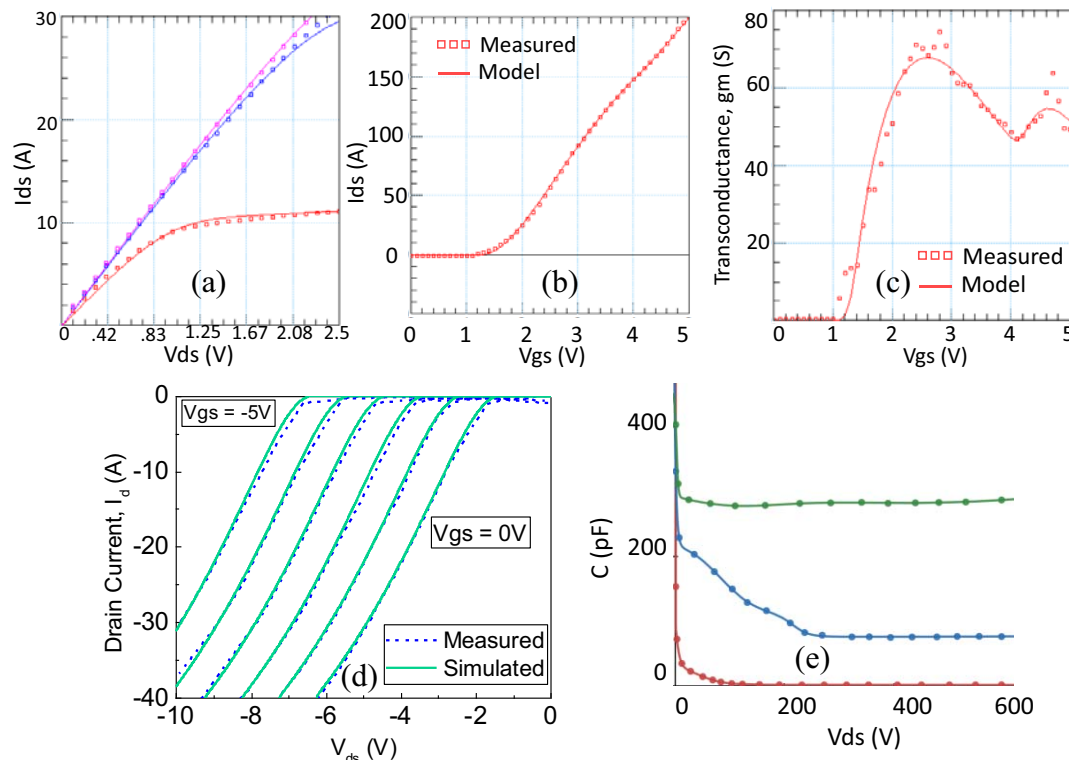 30
20
10
Ids (A)
(a)
0
.42
.83
1.25
1.67
2.08
2.5
Vds (V)
200
150
100
50
0
Ids (A)
Measured
Model
(b)
0
1
2
3
4
5
Vgs (V)
80
60
40
20
0
Transconductance, gm (S)
Measured
Model
(c)
0
1
2
3
4
5
Vgs (V)
0
-10
-20
-30
-40
Drain Current, I_d (A)
Vgs = -5V
Vgs = 0V
Measured
Simulated
(d)
-10
-8
-6
-4
-2
0
V_ds (V)
400
200
0
C (pF)
(e)
0
200
400
600
Vds (V)